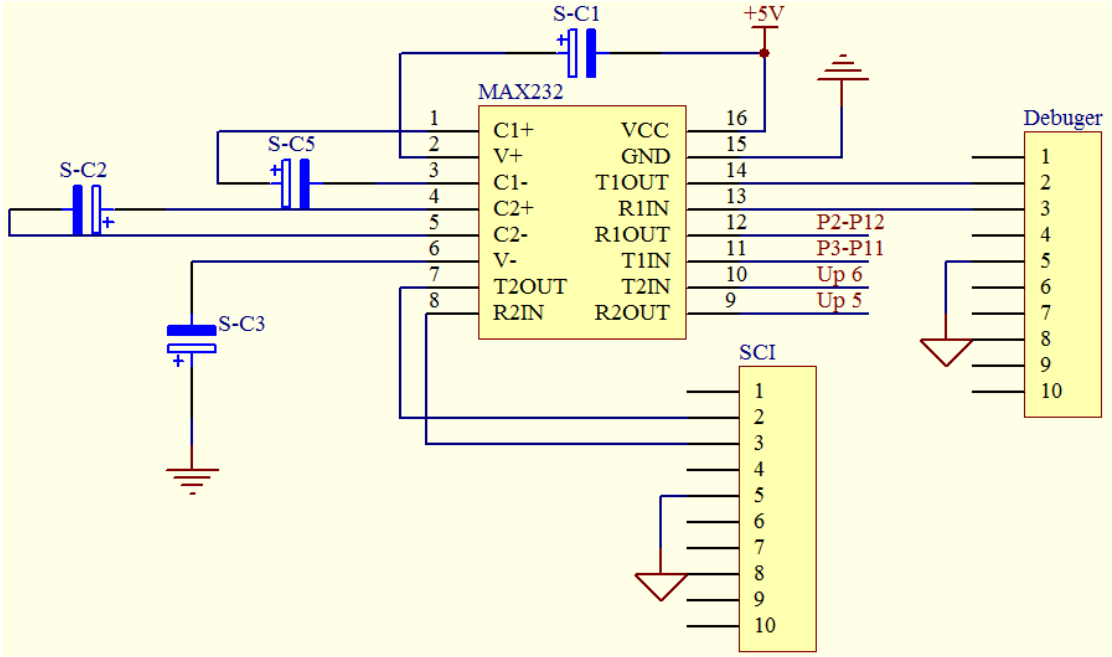 S-C1
+5V
MAX232
Debuger
1 C1+ VCC 16
2 V+ GND 15
3 C1- T1OUT 14
4 C2+ R1IN 13
5 C2- R1OUT 12 P2-P12
6 V- T1IN 11 P3-P11
7 T2OUT T2IN 10 Up 6
8 R2IN R2OUT 9 Up 5
S-C5
+
S-C2
+
+
S-C3
+
1
2
3
4
5
6
7
8
9
10
SCI
1
2
3
4
5
6
7
8
9
10